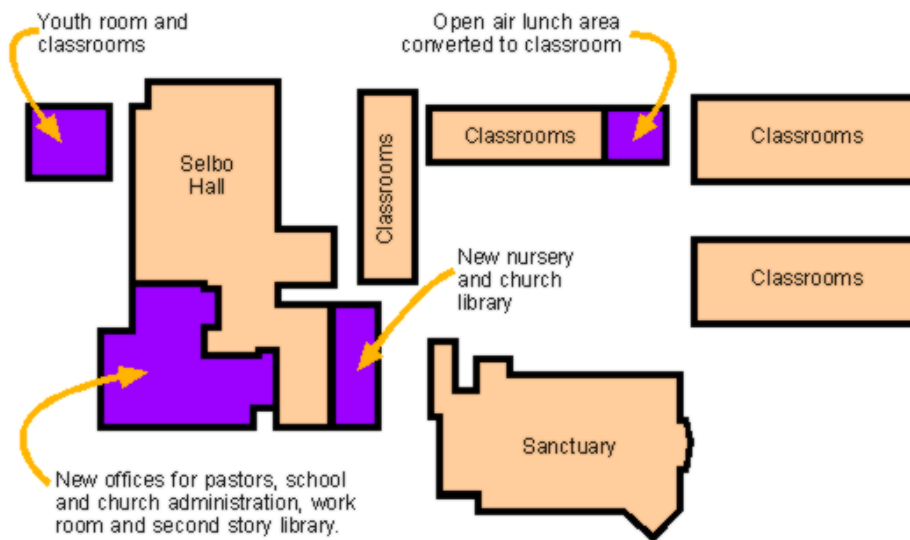 Youth room and
classrooms
Open air lunch area
converted to classroom
Selbo
Hall
Classrooms
Classrooms
Classrooms
New nursery
and church
library
Classrooms
Sanctuary
New offices for pastors, school
and church administration, work
room and second story library.